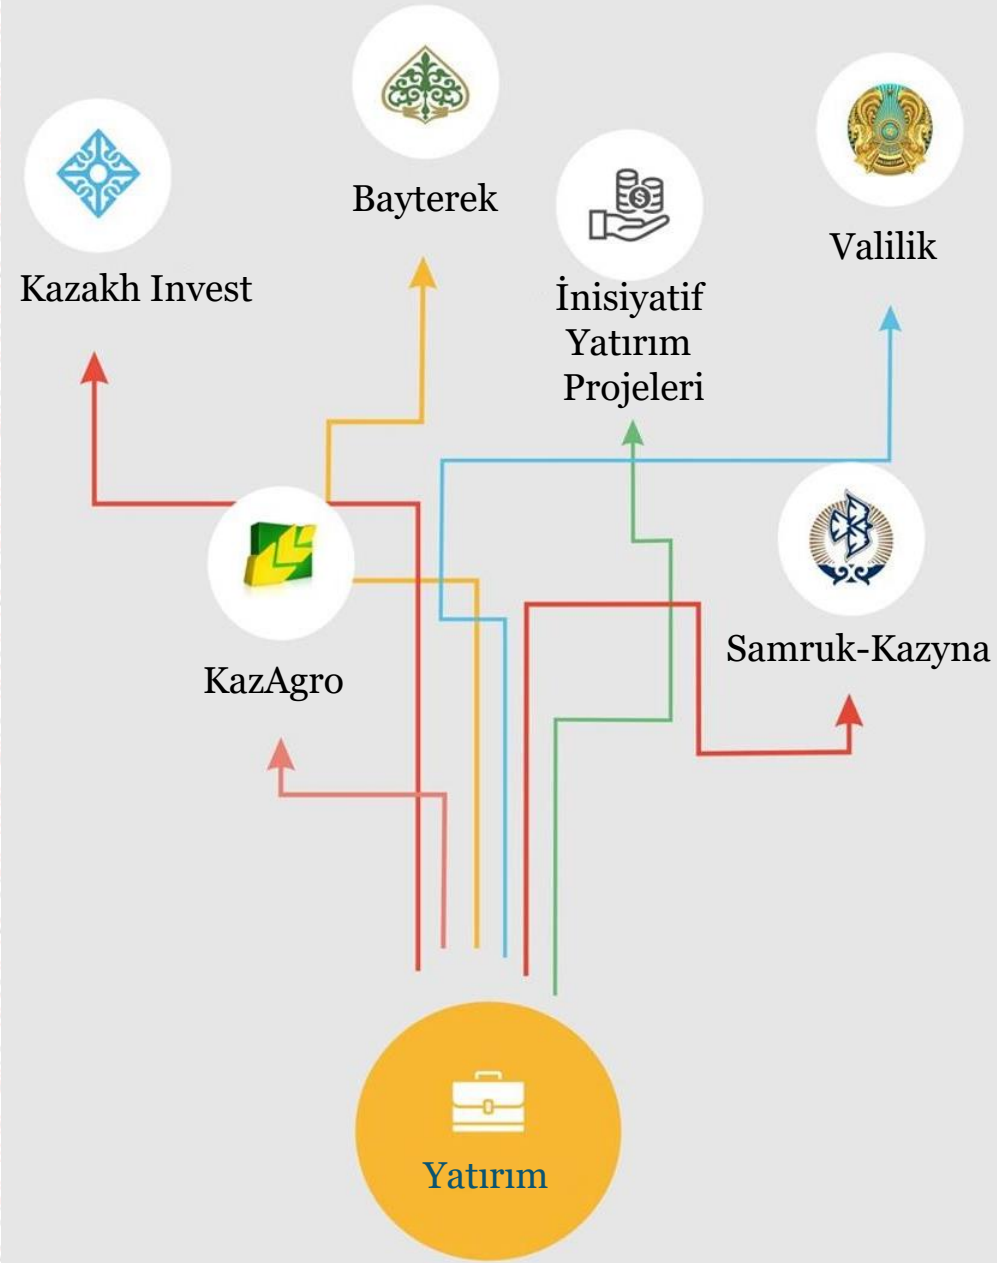 Bayterek
Kazakh Invest
Valilik
İnisiyatif
Yatırım
Projeleri
KazAgro
Samruk-Kazyna
Yatırım